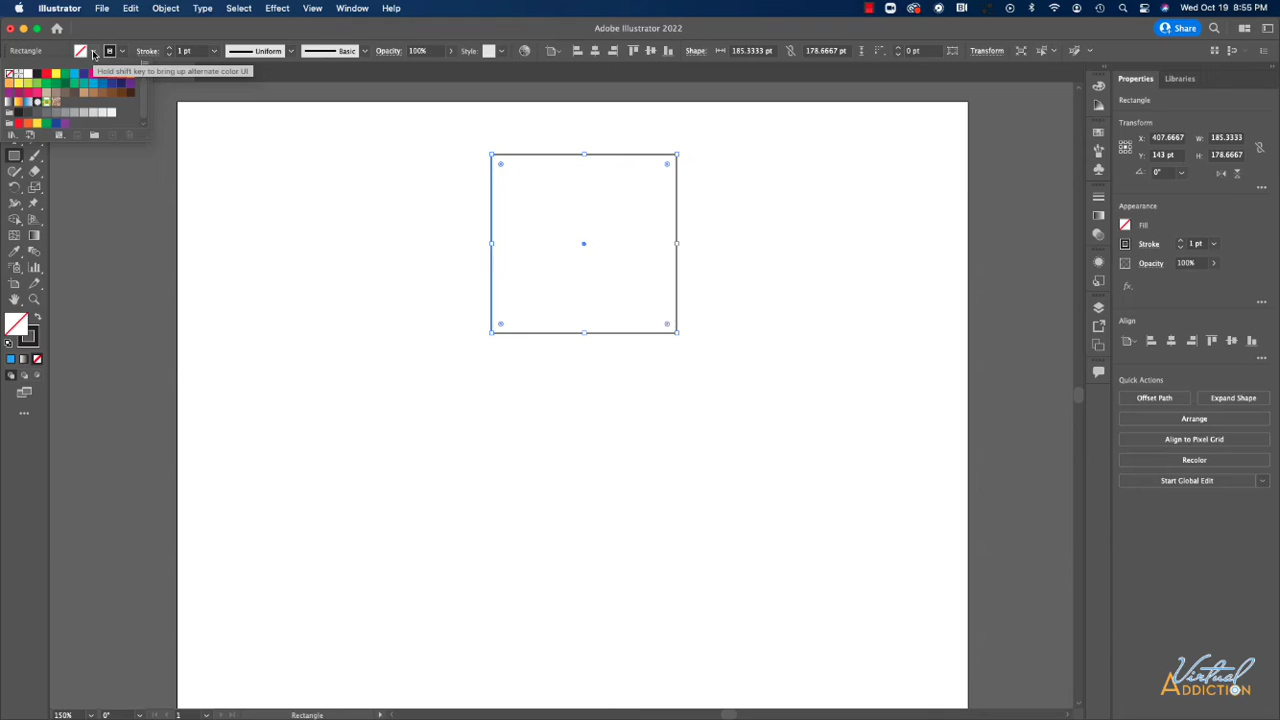 Illustrator File Edit Object Type Select Effect View Window Help
Wed Oct 19 8:55 PM
Adobe Illustrator 2022
Share
Rectangle
Stroke: 1 pt
Uniform
Basic
Opacity: 100%
Style:
Shape: 185.3333 pt
178.6667 pt
0 pt
Transform
Hold shift key to bring up alternate color UI
Properties Libraries
Rectangle
Transform
X: 407.6667 W: 185.3333
Y: 143 pt H: 178.6667
0°
Appearance
Fill
Stroke 1 pt
Opacity 100%
fx.
Align
Quick Actions
Offset Path Expand Shape
Arrange
Align to Pixel Grid
Recolor
Start Global Edit
Virtual
ADDICTION
150% 0° 1 Rectangle